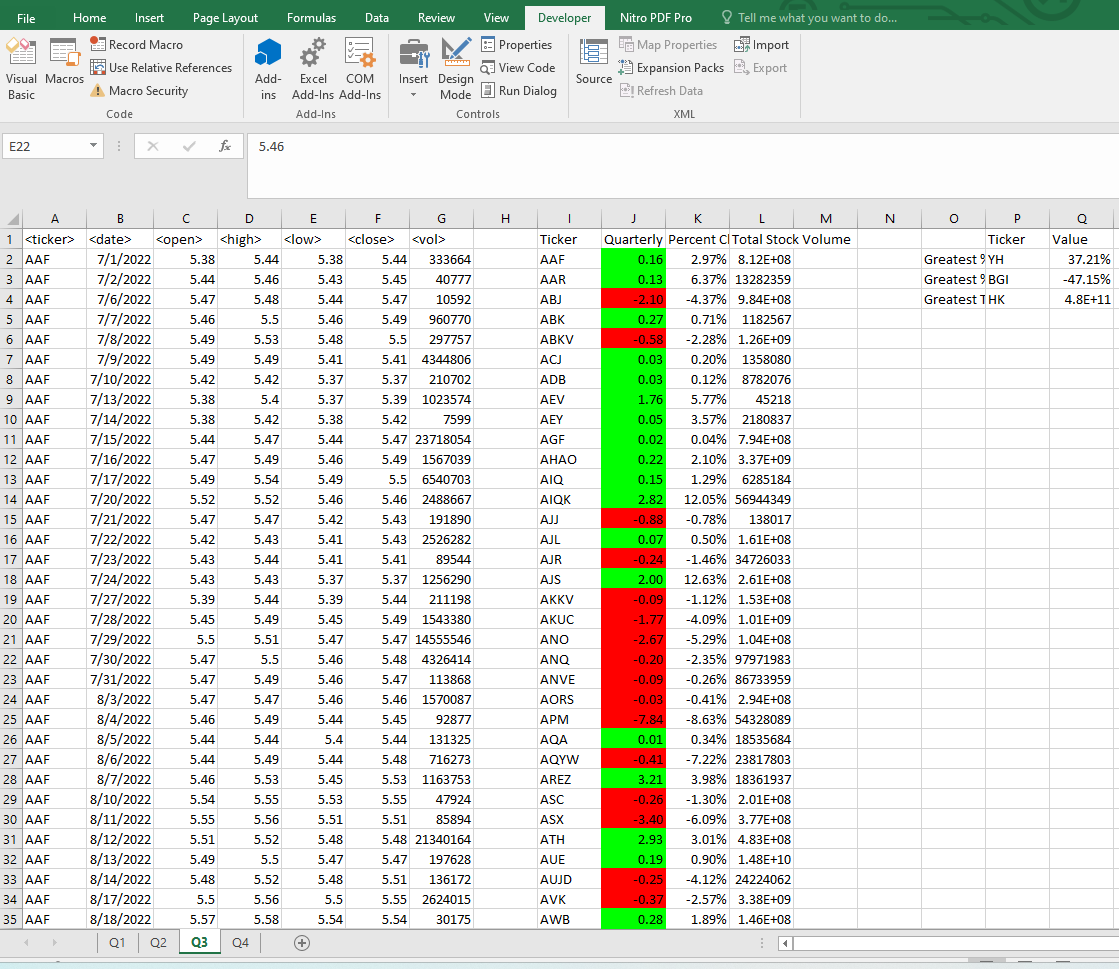 File Home Insert Page Layout Formulas Data Review View Developer Nitro PDF Pro Tell me what you want to do...
Visual Basic
Macros
Record Macro
Use Relative References
Macro Security
Code
Add-ins
Excel Add-Ins
COM Add-Ins
Add-Ins
Insert
Design Mode
Properties
View Code
Run Dialog
Controls
Source
Map Properties
Expansion Packs
Refresh Data
Import
Export
XML
E22 fx 5.46
A B C D E F G H I J K L M N O P Q
1 <ticker> <date> <open> <high> <low> <close> <vol> Ticker Quarterly Percent Cl Total Stock Volume Ticker Value
2 AAF 7/1/2022 5.38 5.44 5.38 5.44 333664 AAF 0.16 2.97% 8.12E+08 Greatest % YH 37.21%
3 AAF 7/2/2022 5.44 5.46 5.43 5.45 40777 AAR 0.13 6.37% 13282359 Greatest % BGI -47.15%
4 AAF 7/6/2022 5.47 5.48 5.44 5.47 10592 ABJ -2.10 -4.37% 9.84E+08 Greatest T HK 4.8E+11
5 AAF 7/7/2022 5.46 5.5 5.46 5.49 960770 ABK 0.27 0.71% 1182567
6 AAF 7/8/2022 5.49 5.53 5.48 5.5 297757 ABKV -0.58 -2.28% 1.26E+09
7 AAF 7/9/2022 5.49 5.49 5.41 5.41 4344806 ACJ 0.03 0.20% 1358080
8 AAF 7/10/2022 5.42 5.42 5.37 5.37 210702 ADB 0.03 0.12% 8782076
9 AAF 7/13/2022 5.38 5.4 5.37 5.39 1023574 AEV 1.76 5.77% 45218
10 AAF 7/14/2022 5.38 5.42 5.38 5.42 7599 AEY 0.05 3.57% 2180837
11 AAF 7/15/2022 5.44 5.47 5.44 5.47 23718054 AGF 0.02 0.04% 7.94E+08
12 AAF 7/16/2022 5.47 5.49 5.46 5.49 1567039 AHAO 0.22 2.10% 3.37E+09
13 AAF 7/17/2022 5.49 5.54 5.49 5.5 6540703 AIQ 0.15 1.29% 6285184
14 AAF 7/20/2022 5.52 5.52 5.46 5.46 2488667 AIQK 2.82 12.05% 56944349
15 AAF 7/21/2022 5.47 5.47 5.42 5.43 191890 AJJ -0.88 -0.78% 138017
16 AAF 7/22/2022 5.42 5.43 5.41 5.43 2526282 AJL 0.07 0.50% 1.61E+08
17 AAF 7/23/2022 5.43 5.44 5.41 5.41 89544 AJR -0.24 -1.46% 34726033
18 AAF 7/24/2022 5.43 5.43 5.37 5.37 1256290 AJS 2.00 12.63% 2.61E+08
19 AAF 7/27/2022 5.39 5.44 5.39 5.44 211198 AKKV -0.09 -1.12% 1.53E+08
20 AAF 7/28/2022 5.45 5.49 5.45 5.49 1543380 AKUC -1.77 -4.09% 1.01E+09
21 AAF 7/29/2022 5.5 5.51 5.47 5.47 14555546 ANO -2.67 -5.29% 1.04E+08
22 AAF 7/30/2022 5.47 5.5 5.46 5.48 4326414 ANQ -0.20 -2.35% 97971983
23 AAF 7/31/2022 5.47 5.49 5.46 5.47 113868 ANVE -0.09 -0.26% 86733959
24 AAF 8/3/2022 5.47 5.47 5.46 5.46 1570087 AORS -0.03 -0.41% 2.94E+08
25 AAF 8/4/2022 5.46 5.49 5.44 5.45 92877 APM -7.84 -8.63% 54328089
26 AAF 8/5/2022 5.44 5.44 5.4 5.44 131325 AQA 0.01 0.34% 18535684
27 AAF 8/6/2022 5.44 5.49 5.44 5.48 716273 AQYW -0.41 -7.22% 23817803
28 AAF 8/7/2022 5.46 5.53 5.45 5.53 1163753 AREZ 3.21 3.98% 18361937
29 AAF 8/10/2022 5.54 5.55 5.53 5.55 47924 ASC -0.26 -1.30% 2.01E+08
30 AAF 8/11/2022 5.55 5.56 5.51 5.51 85894 ASX -3.40 -6.09% 3.77E+08
31 AAF 8/12/2022 5.51 5.52 5.48 5.48 21340164 ATH 2.93 3.01% 4.83E+08
32 AAF 8/13/2022 5.49 5.5 5.47 5.47 197628 AUE 0.19 0.90% 1.48E+10
33 AAF 8/14/2022 5.48 5.52 5.48 5.51 136172 AUJD -0.25 -4.12% 24224062
34 AAF 8/17/2022 5.5 5.56 5.5 5.55 2624015 AVK -0.37 -2.57% 3.38E+09
35 AAF 8/18/2022 5.57 5.58 5.54 5.54 30175 AWB 0.28 1.89% 1.46E+08
Q1 Q2 Q3 Q4